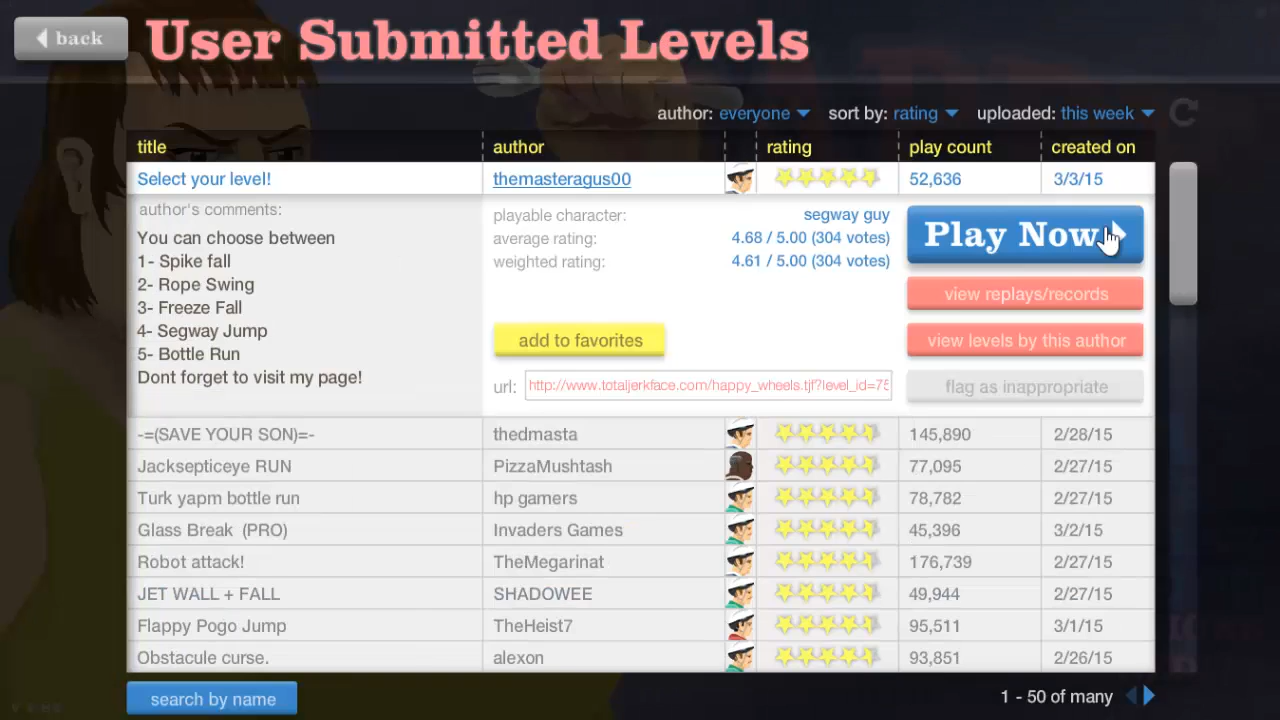 back
User Submitted Levels
author: everyone sort by: rating uploaded: this week
title author rating play count created on
Select your level! themasteragus00 52,636 3/3/15
author's comments:
You can choose between
1- Spike fall
2- Rope Swing
3- Freeze Fall
4- Segway Jump
5- Bottle Run
Dont forget to visit my page!
playable character: segway guy
average rating: 4.68 / 5.00 (304 votes)
weighted rating: 4.61 / 5.00 (304 votes)
add to favorites
url: http://www.totaljerkface.com/happy_wheels.tjf?level_id=75
Play Now
view replays/records
view levels by this author
flag as inappropriate
-=(SAVE YOUR SON)=- thedmasta 145,890 2/28/15
Jacksepticeye RUN PizzaMushtash 77,095 2/27/15
Turk yapm bottle run hp gamers 78,782 2/27/15
Glass Break (PRO) Invaders Games 45,396 3/2/15
Robot attack! TheMegarinat 176,739 2/27/15
JET WALL + FALL SHADOWEE 49,944 2/27/15
Flappy Pogo Jump TheHeist7 95,511 3/1/15
Obstacule curse. alexon 93,851 2/26/15
search by name
1 - 50 of many